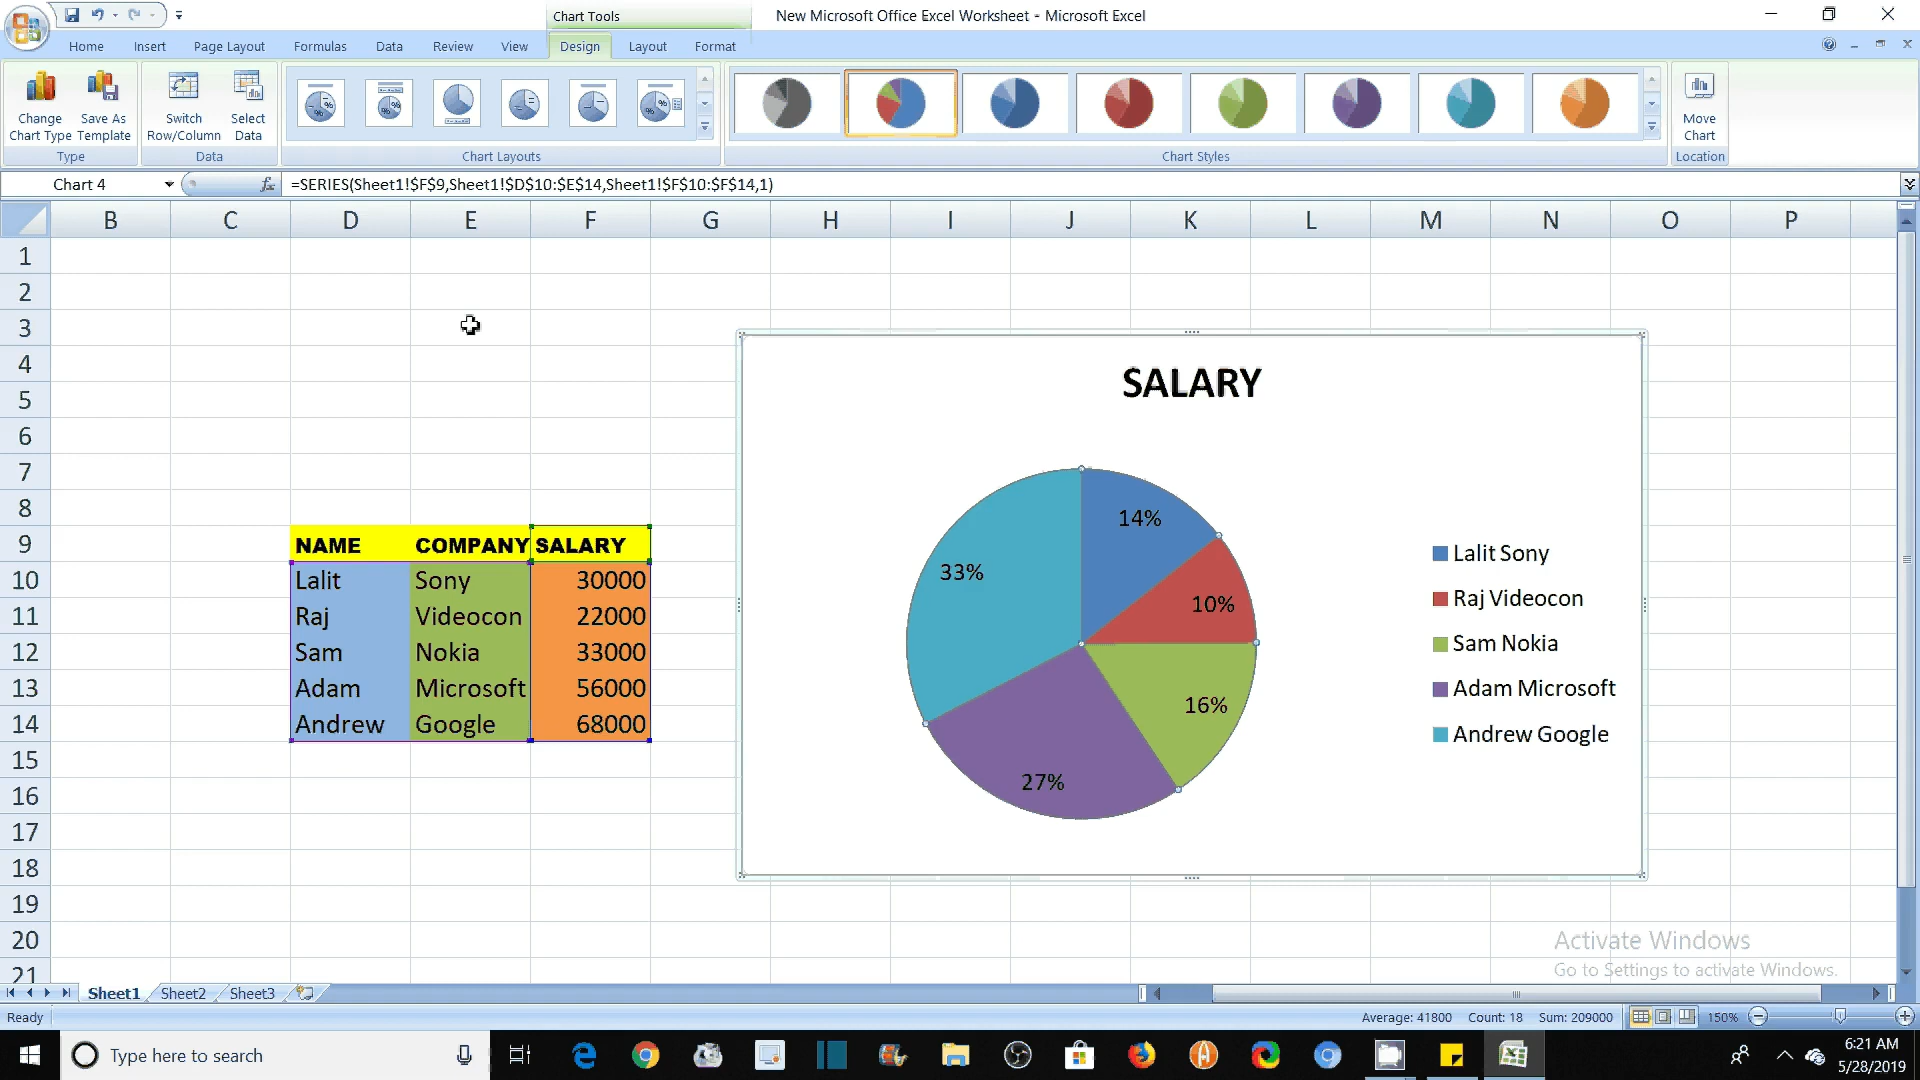 Chart Tools
New Microsoft Office Excel Worksheet - Microsoft Excel
Home Insert Page Layout Formulas Data Review View Design Layout Format
Change Chart Type
Save As Template
Switch Row/Column
Select Data
Move Chart
Type Data Chart Layouts Chart Styles Location
Chart 4 fx =SERIES(Sheet1!$F$9,Sheet1!$D$10:$E$14,Sheet1!$F$10:$F$14,1)
B C D E F G H I J K L M N O P
1
2
3
4
5
6
7
8
9 NAME COMPANY SALARY
10 Lalit Sony 30000
11 Raj Videocon 22000
12 Sam Nokia 33000
13 Adam Microsoft 56000
14 Andrew Google 68000
15
16
17
18
19
20
21
SALARY
14%
10%
16%
27%
33%
Lalit Sony
Raj Videocon
Sam Nokia
Adam Microsoft
Andrew Google
Activate Windows
Go to Settings to activate Windows.
Sheet1 Sheet2 Sheet3
Ready Average: 41800 Count: 18 Sum: 209000 150%
Type here to search
6:21 AM
5/28/2019